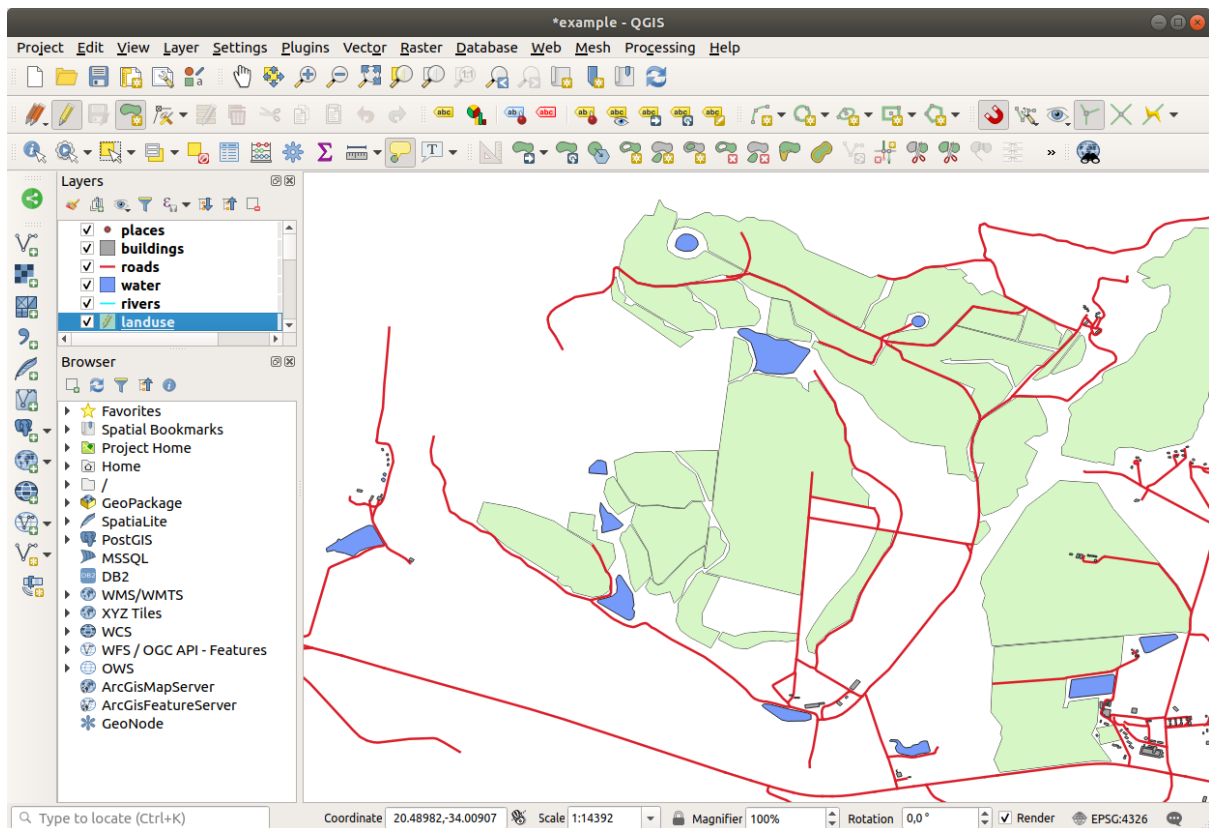 *example - QGIS
Project Edit View Layer Settings Plugins Vector Raster Database Web Mesh Processing Help
Layers
places
buildings
roads
water
rivers
landuse
Browser
Favorites
Spatial Bookmarks
Project Home
Home
/
GeoPackage
SpatiaLite
PostGIS
MSSQL
DB2
WMS/WMTS
XYZ Tiles
WCS
WFS / OGC API - Features
OWS
ArcGisMapServer
ArcGisFeatureServer
GeoNode
Type to locate (Ctrl+K) Coordinate 20.48982,-34.00907 Scale 1:14392 Magnifier 100% Rotation 0,0 ° Render EPSG:4326